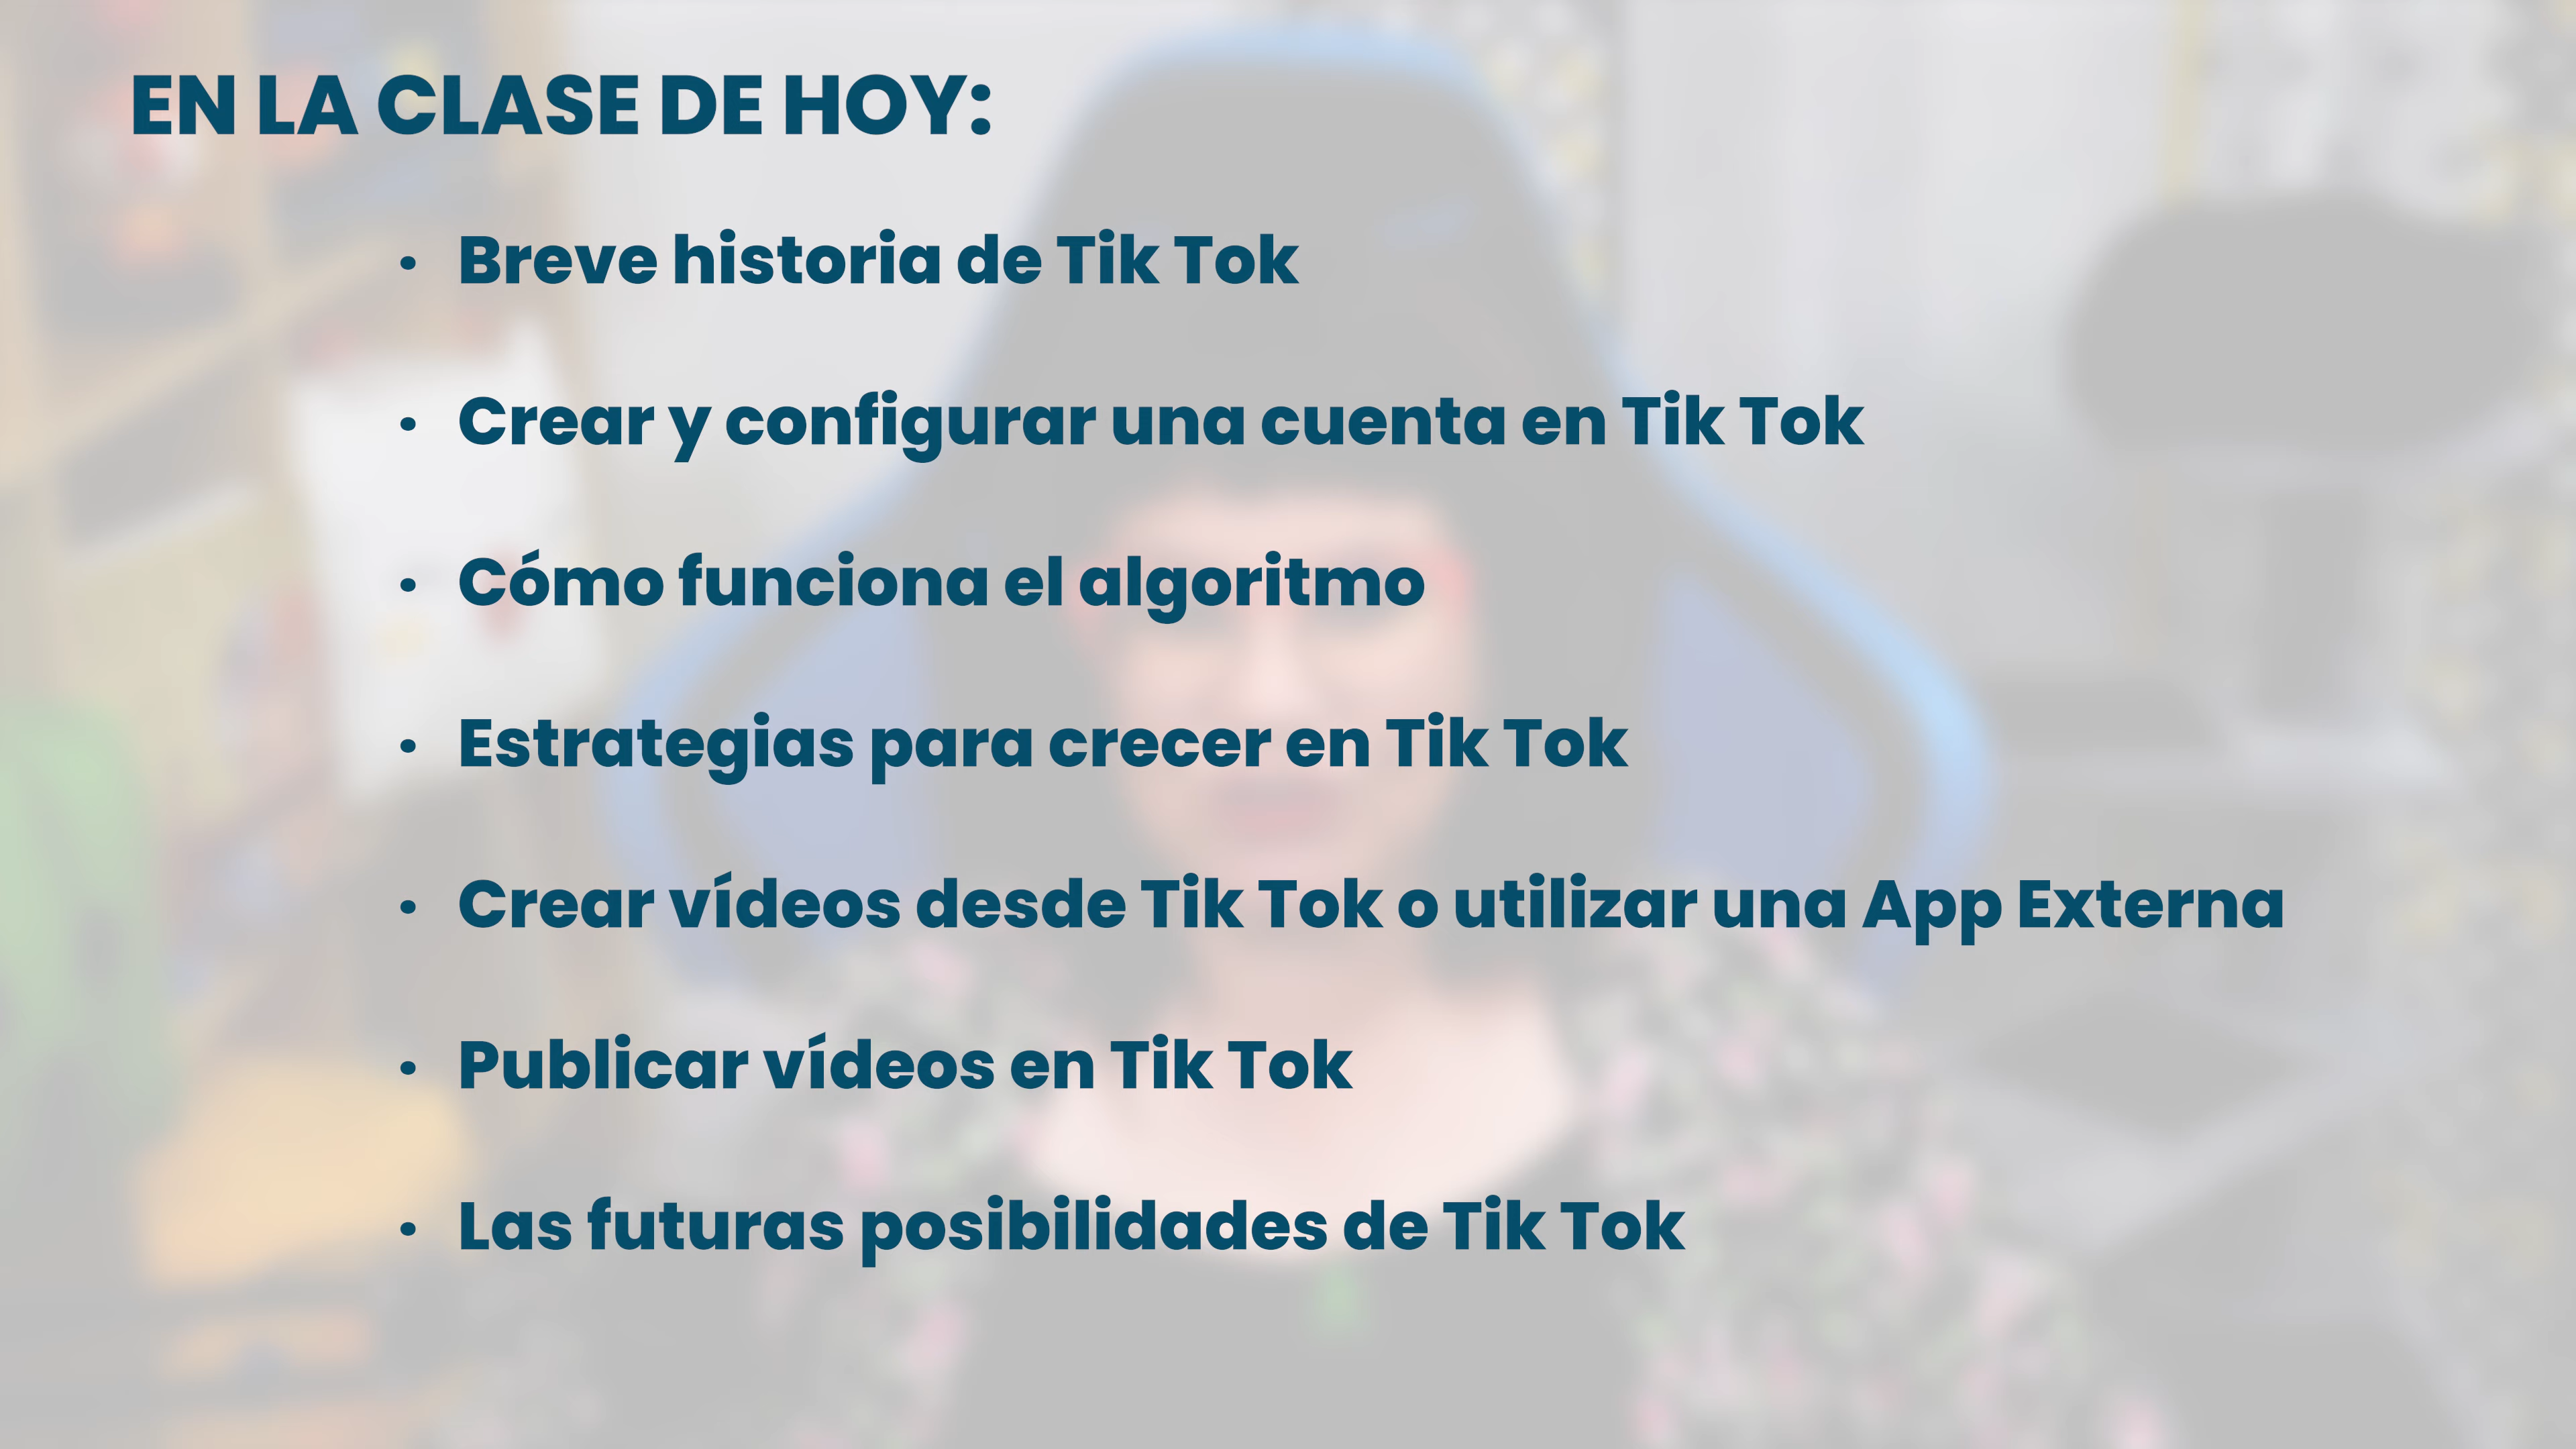 EN LA CLASE DE HOY:
• Breve historia de Tik Tok
• Crear y configurar una cuenta en Tik Tok
• Cómo funciona el algoritmo
• Estrategias para crecer en Tik Tok
• Crear vídeos desde Tik Tok o utilizar una App Externa
• Publicar vídeos en Tik Tok
• Las futuras posibilidades de Tik Tok